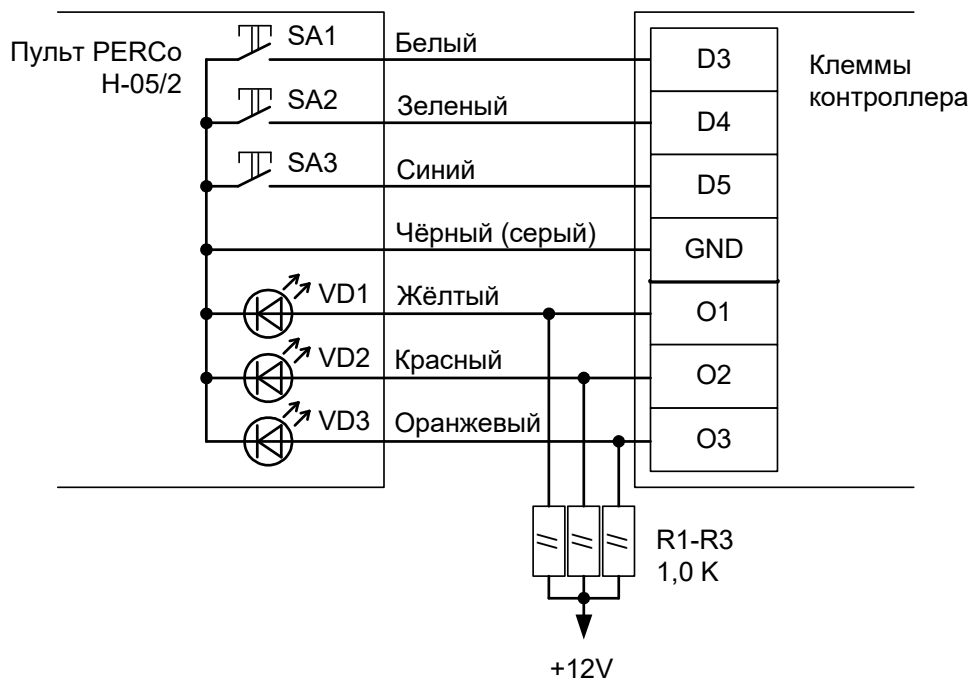 Пульт PERCo
H-05/2
SA1
Белый
D3
Клеммы
контроллера
SA2
Зеленый
D4
SA3
Синий
D5
Чёрный (серый)
GND
VD1
Жёлтый
O1
VD2
Красный
O2
VD3
Оранжевый
O3
R1-R3
1,0 K
+12V